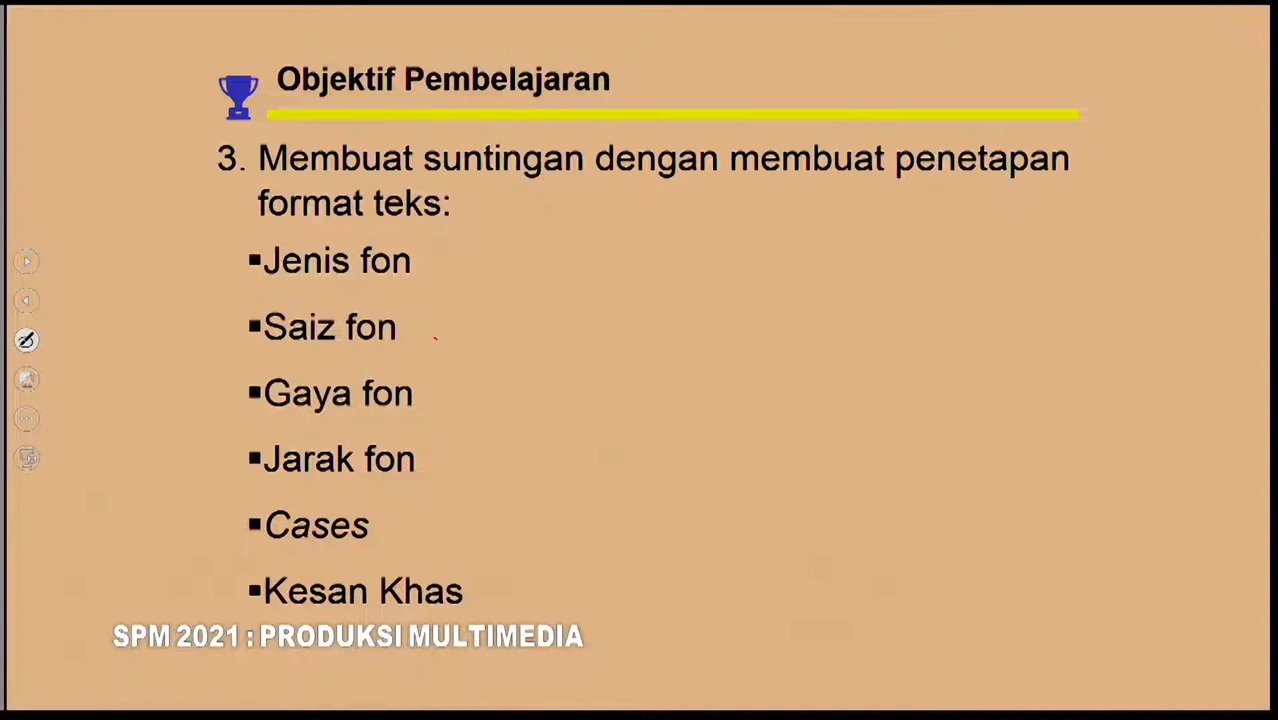 Objektif Pembelajaran
3. Membuat suntingan dengan membuat penetapan
format teks:
▪Jenis fon
▪Saiz fon
▪Gaya fon
▪Jarak fon
▪Cases
▪Kesan Khas
SPM 2021 : PRODUKSI MULTIMEDIA